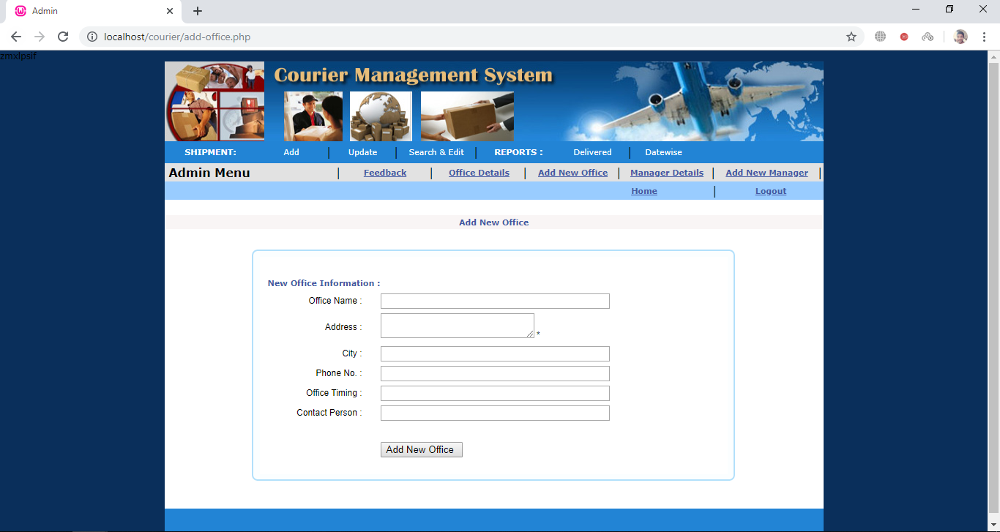 Admin
localhost/courier/add-office.php
zmxlpsif
Courier Management System
SHIPMENT: Add | Update | Search & Edit | REPORTS : Delivered | Datewise
Admin Menu | Feedback | Office Details | Add New Office | Manager Details | Add New Manager |
Home | Logout
Add New Office
New Office Information :
Office Name :
Address : *
City :
Phone No. :
Office Timing :
Contact Person :
Add New Office